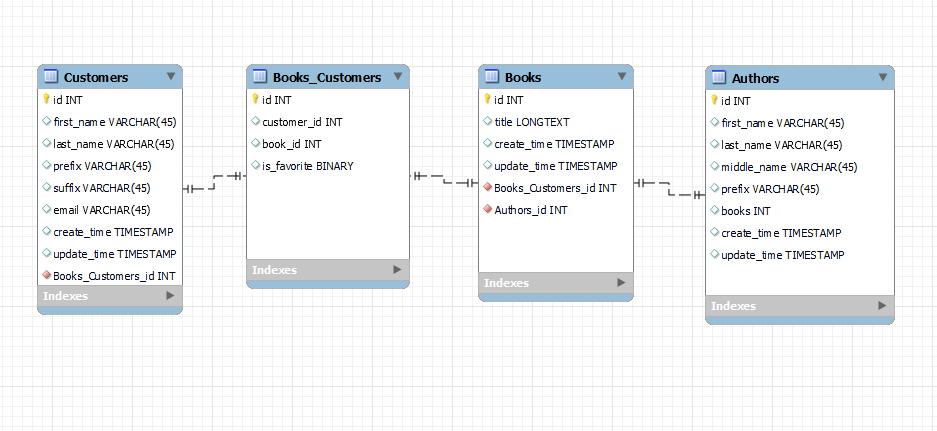 Customers
id INT
first_name VARCHAR(45)
last_name VARCHAR(45)
prefix VARCHAR(45)
suffix VARCHAR(45)
email VARCHAR(45)
create_time TIMESTAMP
update_time TIMESTAMP
Books_Customers_id INT
Indexes
Books_Customers
id INT
customer_id INT
book_id INT
is_favorite BINARY
Indexes
Books
id INT
title LONGTEXT
create_time TIMESTAMP
update_time TIMESTAMP
Books_Customers_id INT
Authors_id INT
Indexes
Authors
id INT
first_name VARCHAR(45)
last_name VARCHAR(45)
middle_name VARCHAR(45)
prefix VARCHAR(45)
books INT
create_time TIMESTAMP
update_time TIMESTAMP
Indexes